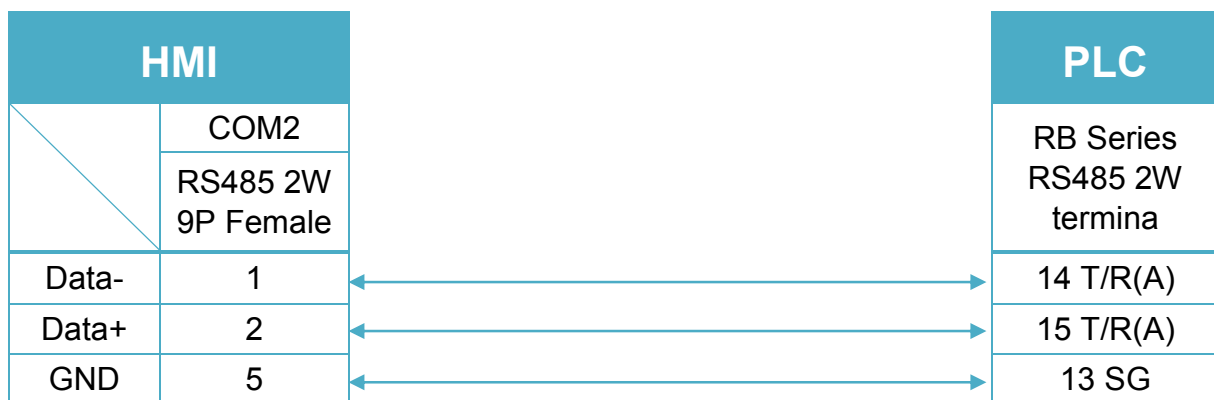 HMI
PLC
COM2
RS485 2W
9P Female
RB Series
RS485 2W
termina
Data- 1 14 T/R(A)
Data+ 2 15 T/R(A)
GND 5 13 SG